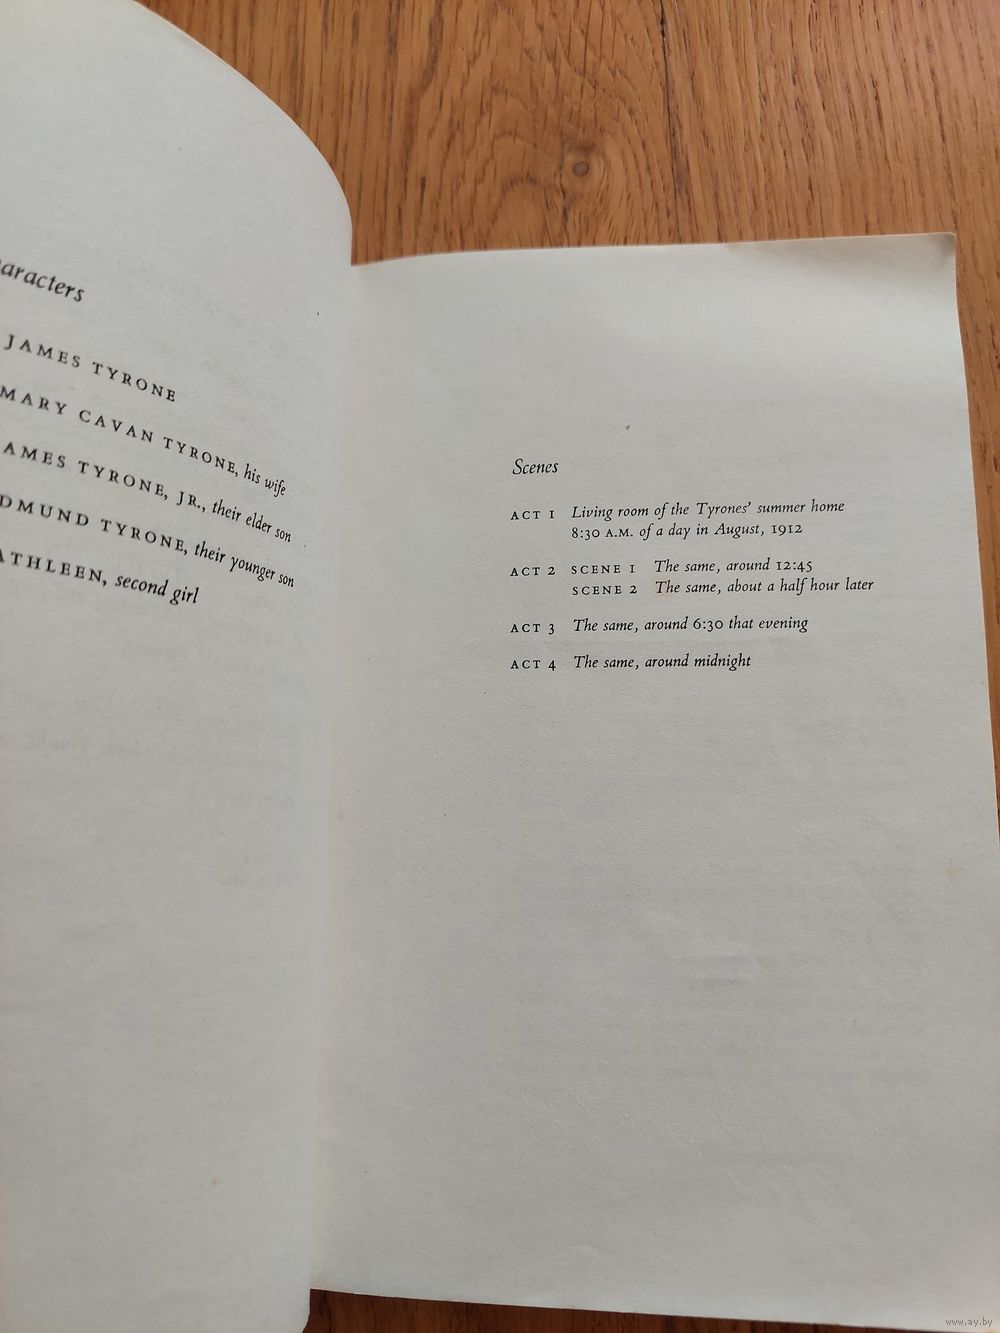 aracters
JAMES TYRONE
MARY CAVAN TYRONE, his wife
AMES TYRONE, JR., their elder son
DMUND TYRONE, their younger son
ATHLEEN, second girl
Scenes
ACT 1 Living room of the Tyrones' summer home
8:30 A.M. of a day in August, 1912
ACT 2 SCENE 1 The same, around 12:45
SCENE 2 The same, about a half hour later
ACT 3 The same, around 6:30 that evening
ACT 4 The same, around midnight
www.ay.by